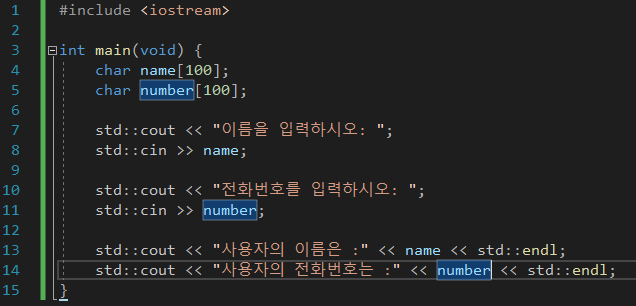 1 #include <iostream>
2
3 int main(void) {
4 char name[100];
5 char number[100];
6
7 std::cout << "이름을 입력하시오: ";
8 std::cin >> name;
9
10 std::cout << "전화번호를 입력하시오: ";
11 std::cin >> number;
12
13 std::cout << "사용자의 이름은 :" << name << std::endl;
14 std::cout << "사용자의 전화번호는 :" << number << std::endl;
15 }